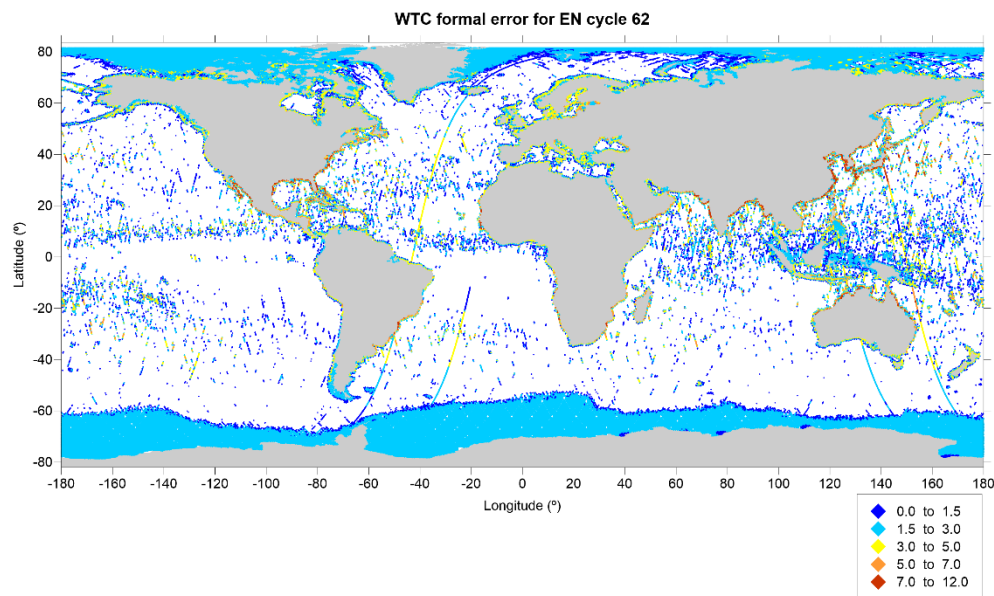 WTC formal error for EN cycle 62
80
60
40
20
0
-20
-40
-60
-80
Latitude (º)
-180 -160 -140 -120 -100 -80 -60 -40 -20 0 20 40 60 80 100 120 140 160 180
Longitude (º)
0.0 to 1.5
1.5 to 3.0
3.0 to 5.0
5.0 to 7.0
7.0 to 12.0